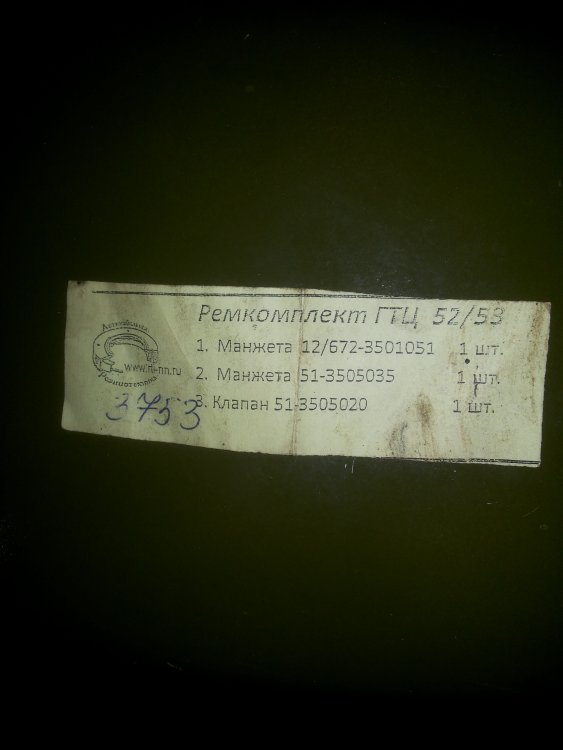 Ремкомплект ГТЦ 52/53
1. Манжета 12/672-3501051 1 шт.
2. Манжета 51-3505035 1 шт.
3. Клапан 51-3505020 1 шт.
www.rti-nn.ru
3753